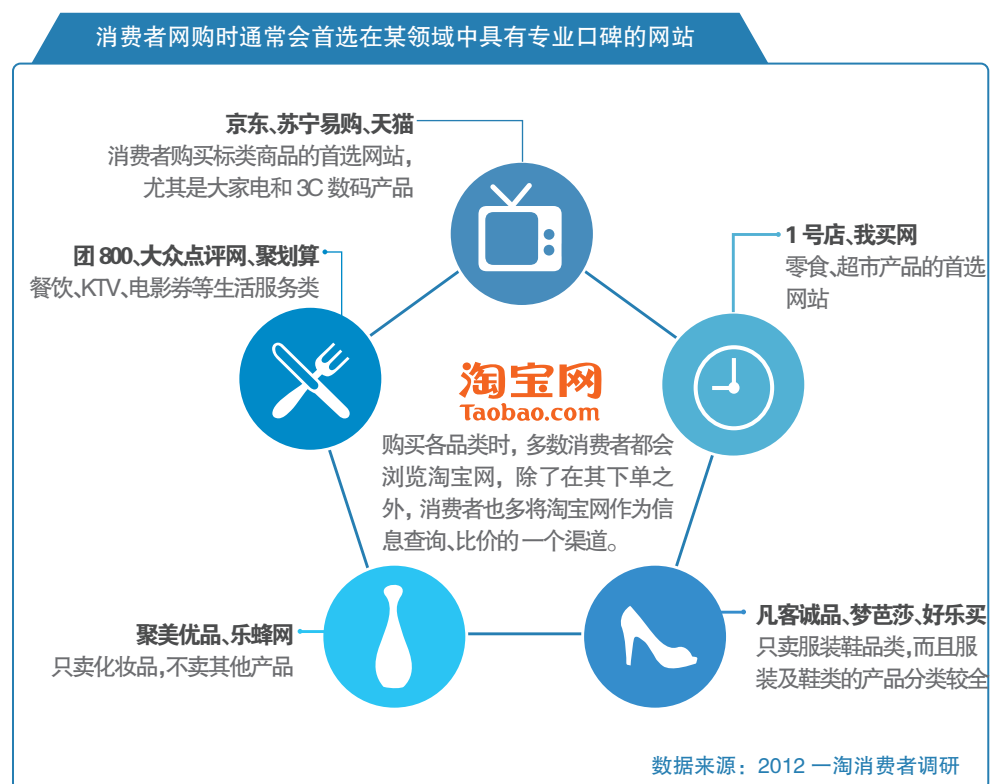 消费者网购时通常会首选在某领域中具有专业口碑的网站
京东、苏宁易购、天猫
消费者购买标类商品的首选网站，
尤其是大家电和 3C 数码产品
团 800、大众点评网、聚划算
餐饮、KTV、电影券等生活服务类
1 号店、我买网
零食、超市产品的首选
网站
淘宝网
Taobao.com
购买各品类时，多数消费者都会
浏览淘宝网，除了在其下单之
外，消费者也多将淘宝网作为信
息查询、比价的一个渠道。
聚美优品、乐蜂网
只卖化妆品，不卖其他产品
凡客诚品、梦芭莎、好乐买
只卖服装鞋品类，而且服
装及鞋类的产品分类较全
数据来源：2012 一淘消费者调研